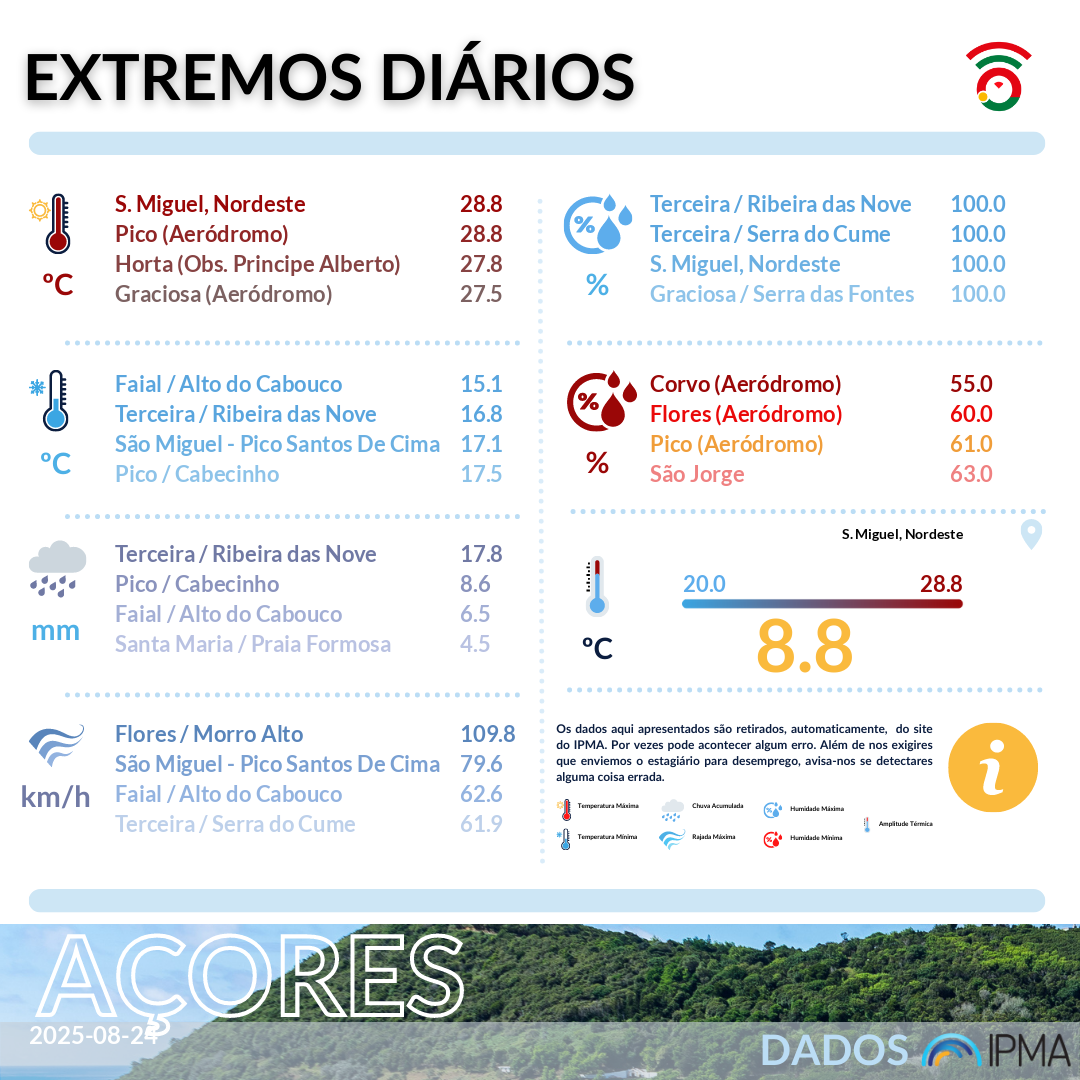 EXTREMOS DIÁRIOS
S. Miguel, Nordeste 28.8
Pico (Aeródromo) 28.8
Horta (Obs. Principe Alberto) 27.8
Graciosa (Aeródromo) 27.5
ºC
Faial / Alto do Cabouco 15.1
Terceira / Ribeira das Nove 16.8
São Miguel - Pico Santos De Cima 17.1
Pico / Cabecinho 17.5
ºC
Terceira / Ribeira das Nove 17.8
Pico / Cabecinho 8.6
Faial / Alto do Cabouco 6.5
Santa Maria / Praia Formosa 4.5
mm
Flores / Morro Alto 109.8
São Miguel - Pico Santos De Cima 79.6
Faial / Alto do Cabouco 62.6
Terceira / Serra do Cume 61.9
km/h
Terceira / Ribeira das Nove 100.0
Terceira / Serra do Cume 100.0
S. Miguel, Nordeste 100.0
Graciosa / Serra das Fontes 100.0
%
%
Corvo (Aeródromo) 55.0
Flores (Aeródromo) 60.0
Pico (Aeródromo) 61.0
São Jorge 63.0
%
%
S. Miguel, Nordeste
20.0 28.8
8.8
ºC
Os dados aqui apresentados são retirados, automaticamente, do site
do IPMA. Por vezes pode acontecer algum erro. Além de nos exigires
que enviemos o estagiário para desemprego, avisa-nos se detectares
alguma coisa errada.
i
Temperatura Máxima
Chuva Acumulada
Humidade Máxima
Amplitude Térmica
Temperatura Mínima
Rajada Máxima
Humidade Mínima
AÇORES
2025-08-24
DADOS IPMA